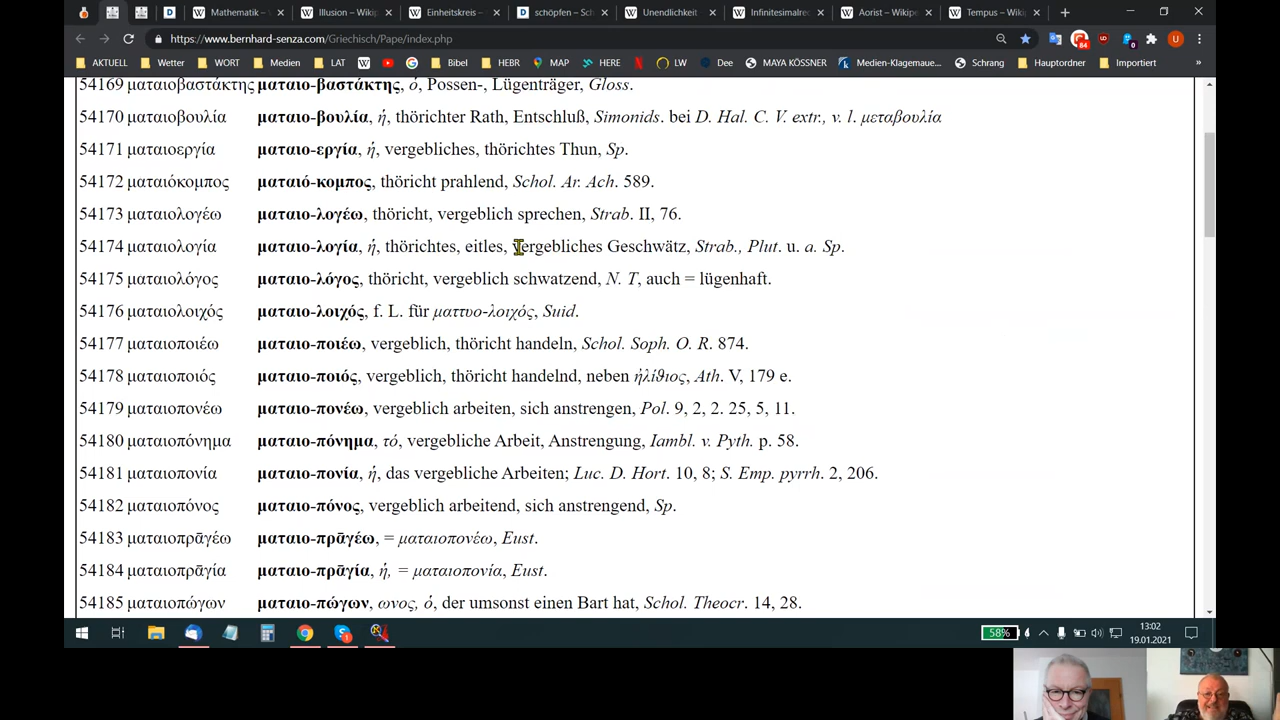 Mathematik –
Illusion – Wikip
Einheitskreis –
schöpfen – Sc
Unendlichkeit
Infinitesimalrec
Aorist – Wikipe
Tempus – Wiki
https://www.bernhard-senza.com/Griechisch/Pape/index.php
84
U
AKTUELL Wetter WORT Medien LAT Bibel HEBR MAP HERE LW Dee MAYA KÖSSNER Medien-Klagemaue... Schrang Hauptordner Importiert
54169 ματαιοβαστάκτης ματαιο-βαστάκτης, ὁ, Possen-, Lügenträger, Gloss.
54170 ματαιοβουλία ματαιο-βουλία, ἡ, thörichter Rath, Entschluß, Simonids. bei D. Hal. C. V. extr., v. l. μεταβουλία
54171 ματαιοεργία ματαιο-εργία, ἡ, vergebliches, thörichtes Thun, Sp.
54172 ματαιόκομπος ματαιό-κομπος, thöricht prahlend, Schol. Ar. Ach. 589.
54173 ματαιολογέω ματαιο-λογέω, thöricht, vergeblich sprechen, Strab. II, 76.
54174 ματαιολογία ματαιο-λογία, ἡ, thörichtes, eitles, vergebliches Geschwätz, Strab., Plut. u. a. Sp.
54175 ματαιολόγος ματαιο-λόγος, thöricht, vergeblich schwatzend, N. T, auch = lügenhaft.
54176 ματαιολοιχός ματαιο-λοιχός, f. L. für ματτυο-λοιχός, Suid.
54177 ματαιοποιέω ματαιο-ποιέω, vergeblich, thöricht handeln, Schol. Soph. O. R. 874.
54178 ματαιοποιός ματαιο-ποιός, vergeblich, thöricht handelnd, neben ἠλίθιος, Ath. V, 179 e.
54179 ματαιοπονέω ματαιο-πονέω, vergeblich arbeiten, sich anstrengen, Pol. 9, 2, 2. 25, 5, 11.
54180 ματαιοπόνημα ματαιο-πόνημα, τό, vergebliche Arbeit, Anstrengung, Iambl. v. Pyth. p. 58.
54181 ματαιοπονία ματαιο-πονία, ἡ, das vergebliche Arbeiten; Luc. D. Hort. 10, 8; S. Emp. pyrrh. 2, 206.
54182 ματαιοπόνος ματαιο-πόνος, vergeblich arbeitend, sich anstrengend, Sp.
54183 ματαιοπρᾱγέω ματαιο-πρᾱγέω, = ματαιοπονέω, Eust.
54184 ματαιοπρᾱγία ματαιο-πρᾱγία, ἡ, = ματαιοπονία, Eust.
54185 ματαιοπώγων ματαιο-πώγων, ωνος, ὁ, der umsonst einen Bart hat, Schol. Theocr. 14, 28.
58%
13:02
19.01.2021